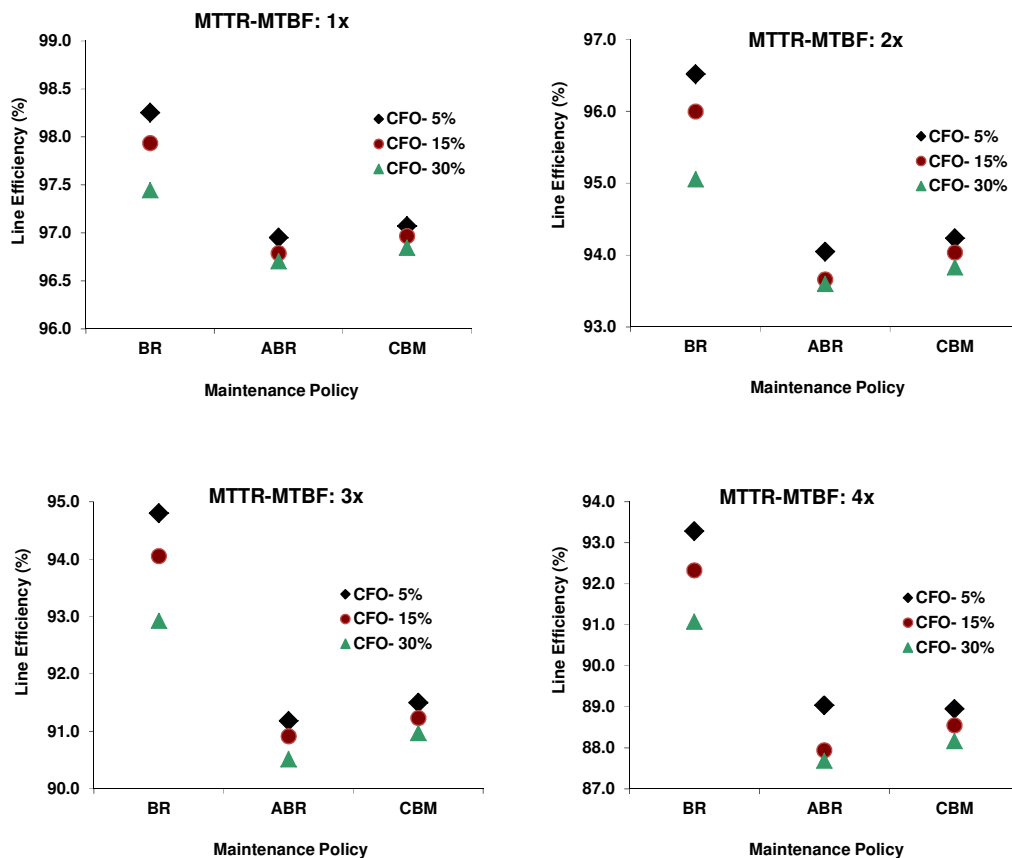 MTTR-MTBF: 1x
Line Efficiency (%)
99.0
98.5
98.0
97.5
97.0
96.5
96.0
CFO- 5%
CFO- 15%
CFO- 30%
BR ABR CBM
Maintenance Policy
MTTR-MTBF: 2x
Line Efficiency (%)
97.0
96.0
95.0
94.0
93.0
CFO- 5%
CFO- 15%
CFO- 30%
BR ABR CBM
Maintenance Policy
MTTR-MTBF: 3x
Line Efficiency (%)
95.0
94.0
93.0
92.0
91.0
90.0
CFO- 5%
CFO- 15%
CFO- 30%
BR ABR CBM
Maintenance Policy
MTTR-MTBF: 4x
Line Efficiency (%)
94.0
93.0
92.0
91.0
90.0
89.0
88.0
87.0
CFO- 5%
CFO- 15%
CFO- 30%
BR ABR CBM
Maintenance Policy